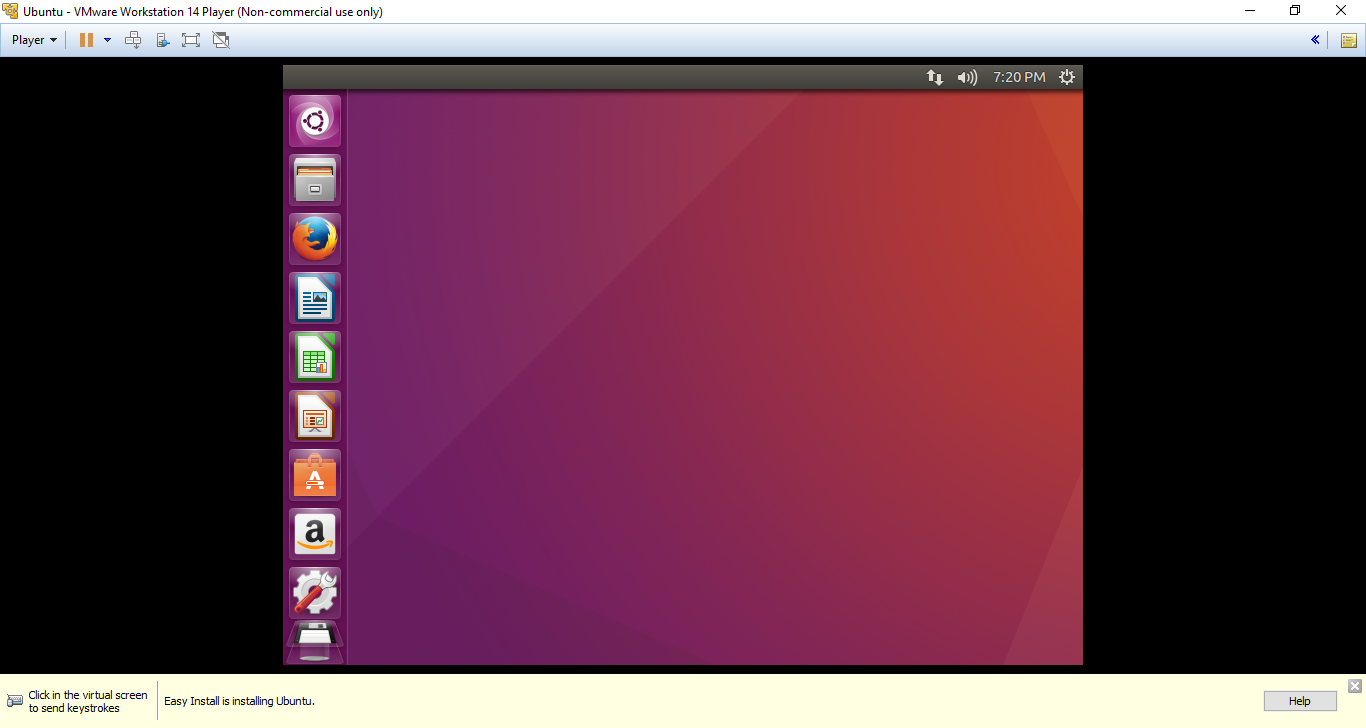 Ubuntu - VMware Workstation 14 Player (Non-commercial use only)
Player
7:20 PM
a
Click in the virtual screen
to send keystrokes
Easy Install is installing Ubuntu.
Help